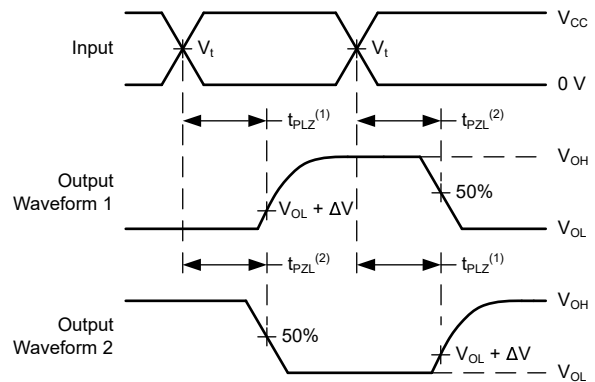 V_CC
Input V_t V_t
0 V
t_PLZ^(1) t_PZL^(2)
V_OH
Output
Waveform 1
V_OL + ΔV 50%
V_OL
t_PZL^(2) t_PLZ^(1)
V_OH
Output
Waveform 2
50% V_OL + ΔV
V_OL